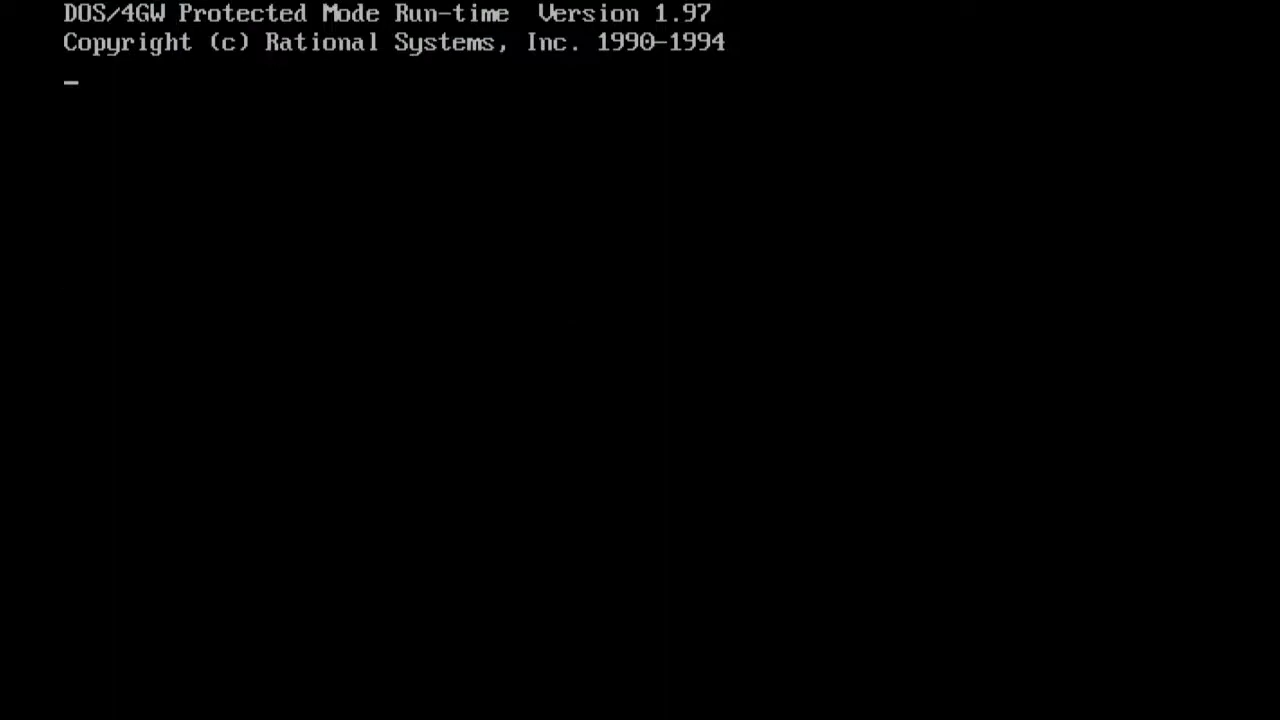 DOS/4GW Protected Mode Run-time  Version 1.97
Copyright (c) Rational Systems, Inc. 1990-1994